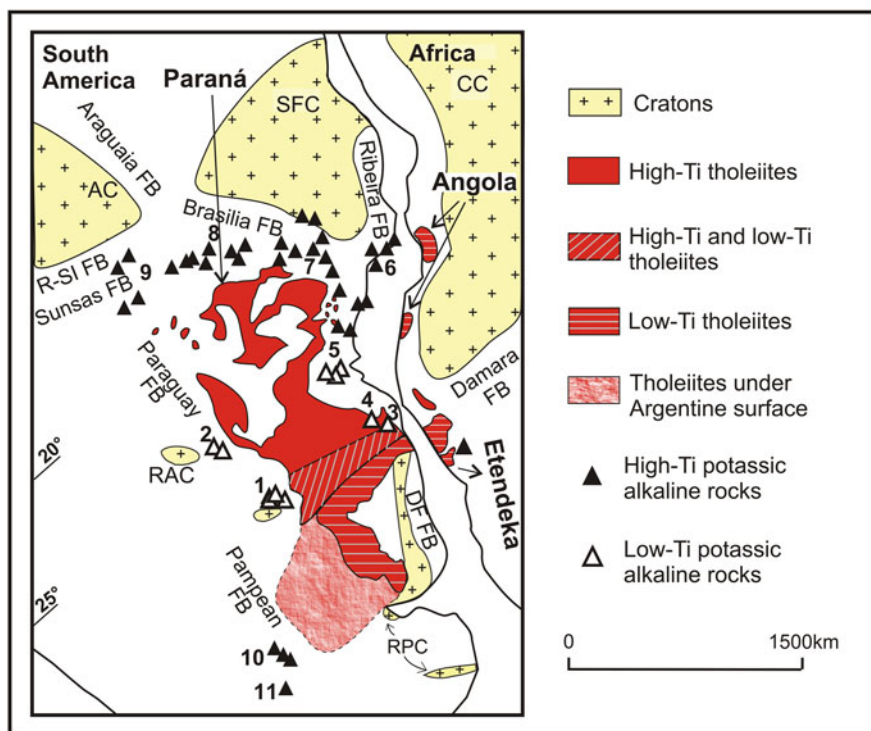 South
America
Africa
Paraná
SFC
CC
Araguaia FB
AC
Ribeira FB
Angola
Brasilia FB
8
7
6
R-SI FB
9
Sunsas FB
Paraguay
FB
5
Damara
FB
4
3
2
20°
RAC
1
Etendeka
DF FB
Pampean
FB
25°
RPC
10
11
Cratons
High-Ti tholeiites
High-Ti and low-Ti
tholeiites
Low-Ti tholeiites
Tholeiites under
Argentine surface
High-Ti potassic
alkaline rocks
Low-Ti potassic
alkaline rocks
0
1500km